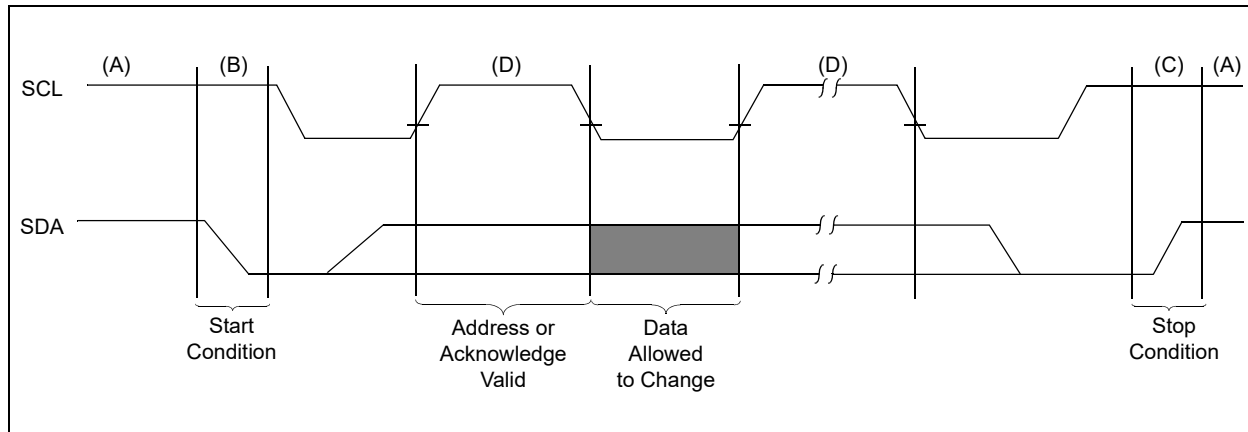 (A) (B) (D) (D) (C) (A)
SCL
SDA
Start
Condition
Address or
Acknowledge
Valid
Data
Allowed
to Change
Stop
Condition